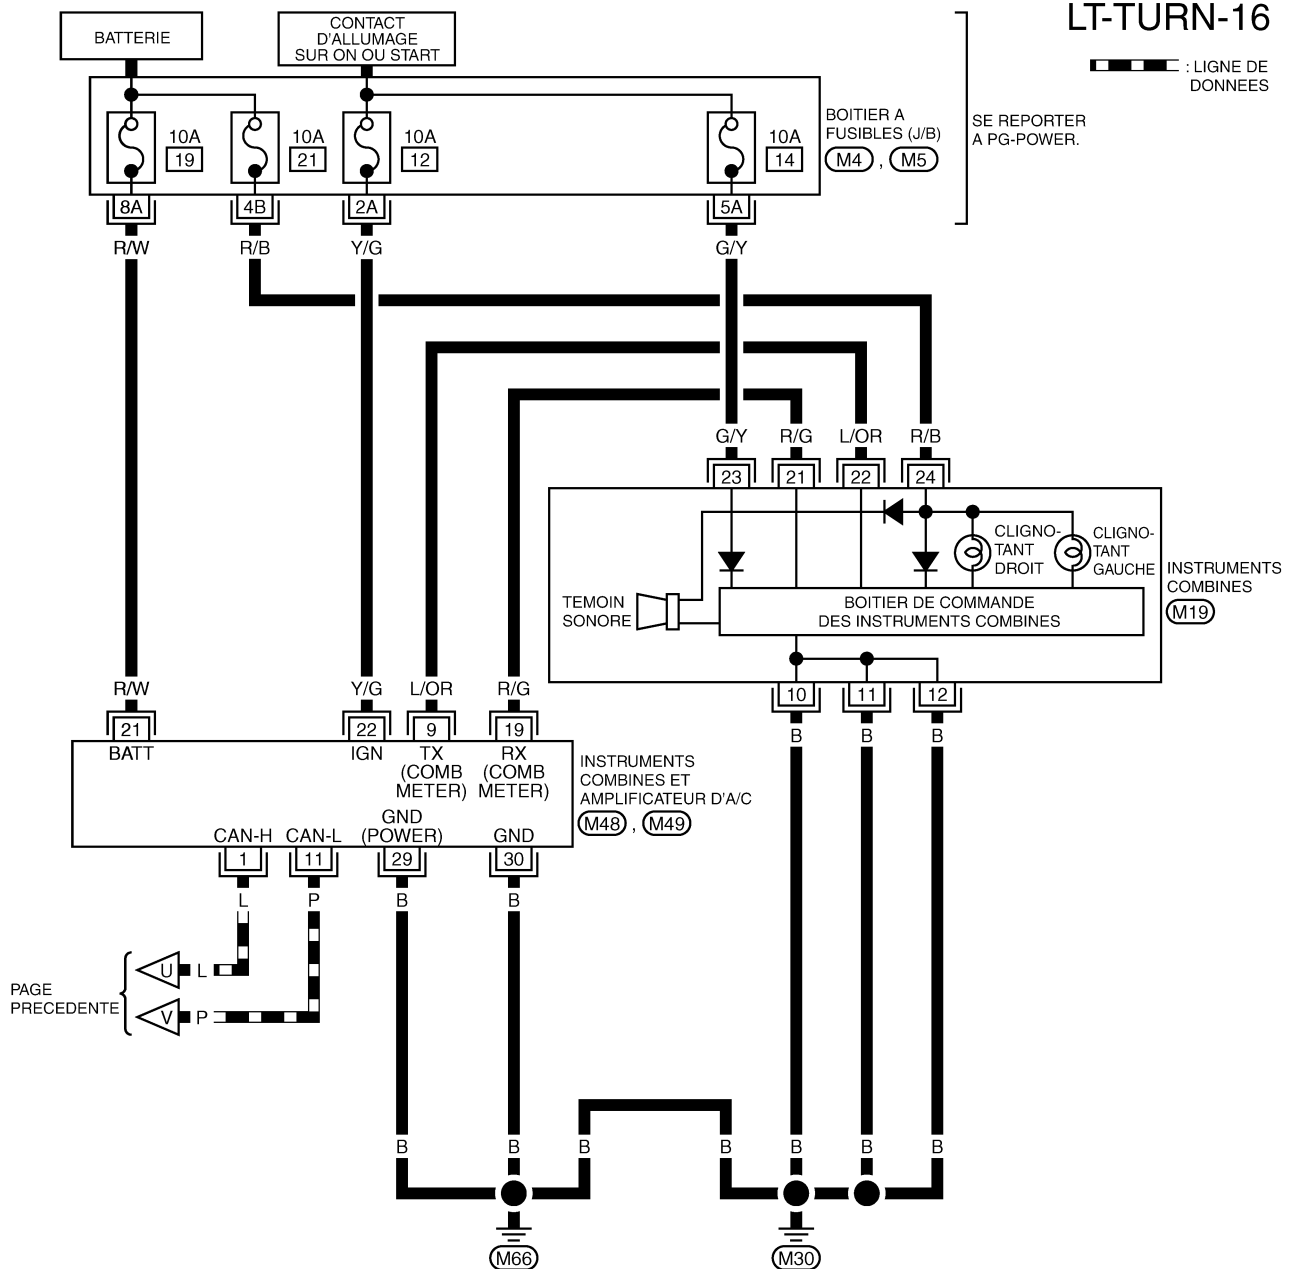 LT-TURN-16
: LIGNE DE
DONNEES
BATTERIE
CONTACT
D'ALLUMAGE
SUR ON OU START
10A
19
10A
21
10A
12
10A
14
BOITIER A
FUSIBLES (J/B)
M4 , M5
SE REPORTER
A PG-POWER.
8A
4B
2A
5A
R/W
R/B
Y/G
G/Y
G/Y
R/G
L/OR
R/B
23
21
22
24
CLIGNO-
TANT
DROIT
CLIGNO-
TANT
GAUCHE
INSTRUMENTS
COMBINES
M19
TEMOIN
SONORE
BOITIER DE COMMANDE
DES INSTRUMENTS COMBINES
10
11
12
B
B
B
R/W
Y/G
L/OR
R/G
21
22
9
19
BATT
IGN
TX
(COMB
METER)
RX
(COMB
METER)
INSTRUMENTS
COMBINES ET
AMPLIFICATEUR D'A/C
M48 , M49
CAN-H
CAN-L
GND
(POWER)
GND
1
11
29
30
L
P
B
B
PAGE
PRECEDENTE
U
L
V
P
B
B
B
B
B
B
B
M66
M30